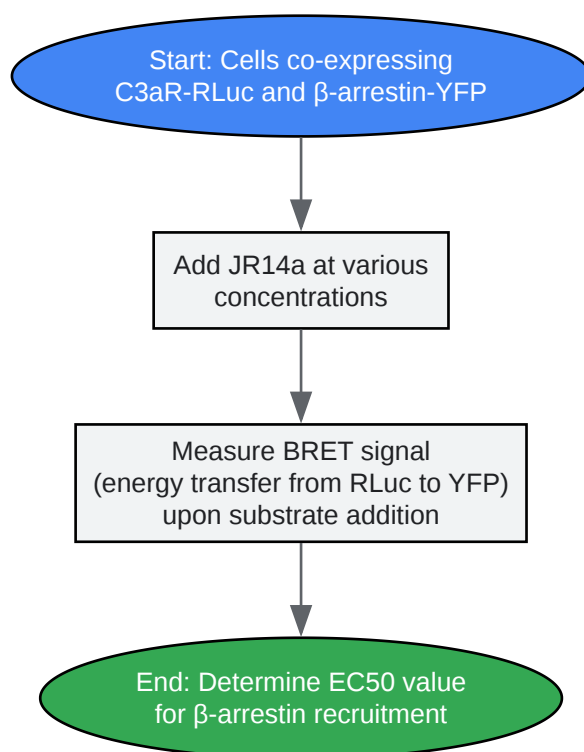 Start: Cells co-expressing
C3aR-RLuc and β-arrestin-YFP
Add JR14a at various
concentrations
Measure BRET signal
(energy transfer from RLuc to YFP)
upon substrate addition
End: Determine EC50 value
for β-arrestin recruitment